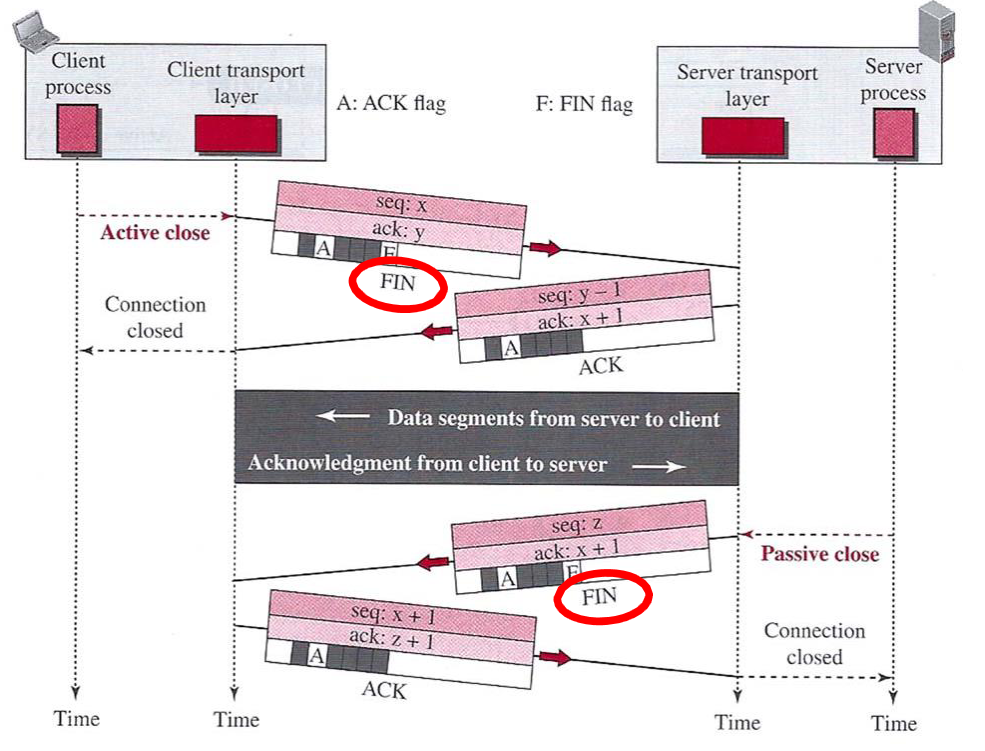 Client
process
Client transport
layer
A: ACK flag
F: FIN flag
Server transport
layer
Server
process
Active close
seq: x
ack: y
A
F
FIN
seq: y – 1
ack: x + 1
A
ACK
Connection
closed
Data segments from server to client
Acknowledgment from client to server
seq: z
ack: x + 1
A
F
FIN
Passive close
seq: x + 1
ack: z + 1
A
ACK
Connection
closed
Time
Time
Time
Time